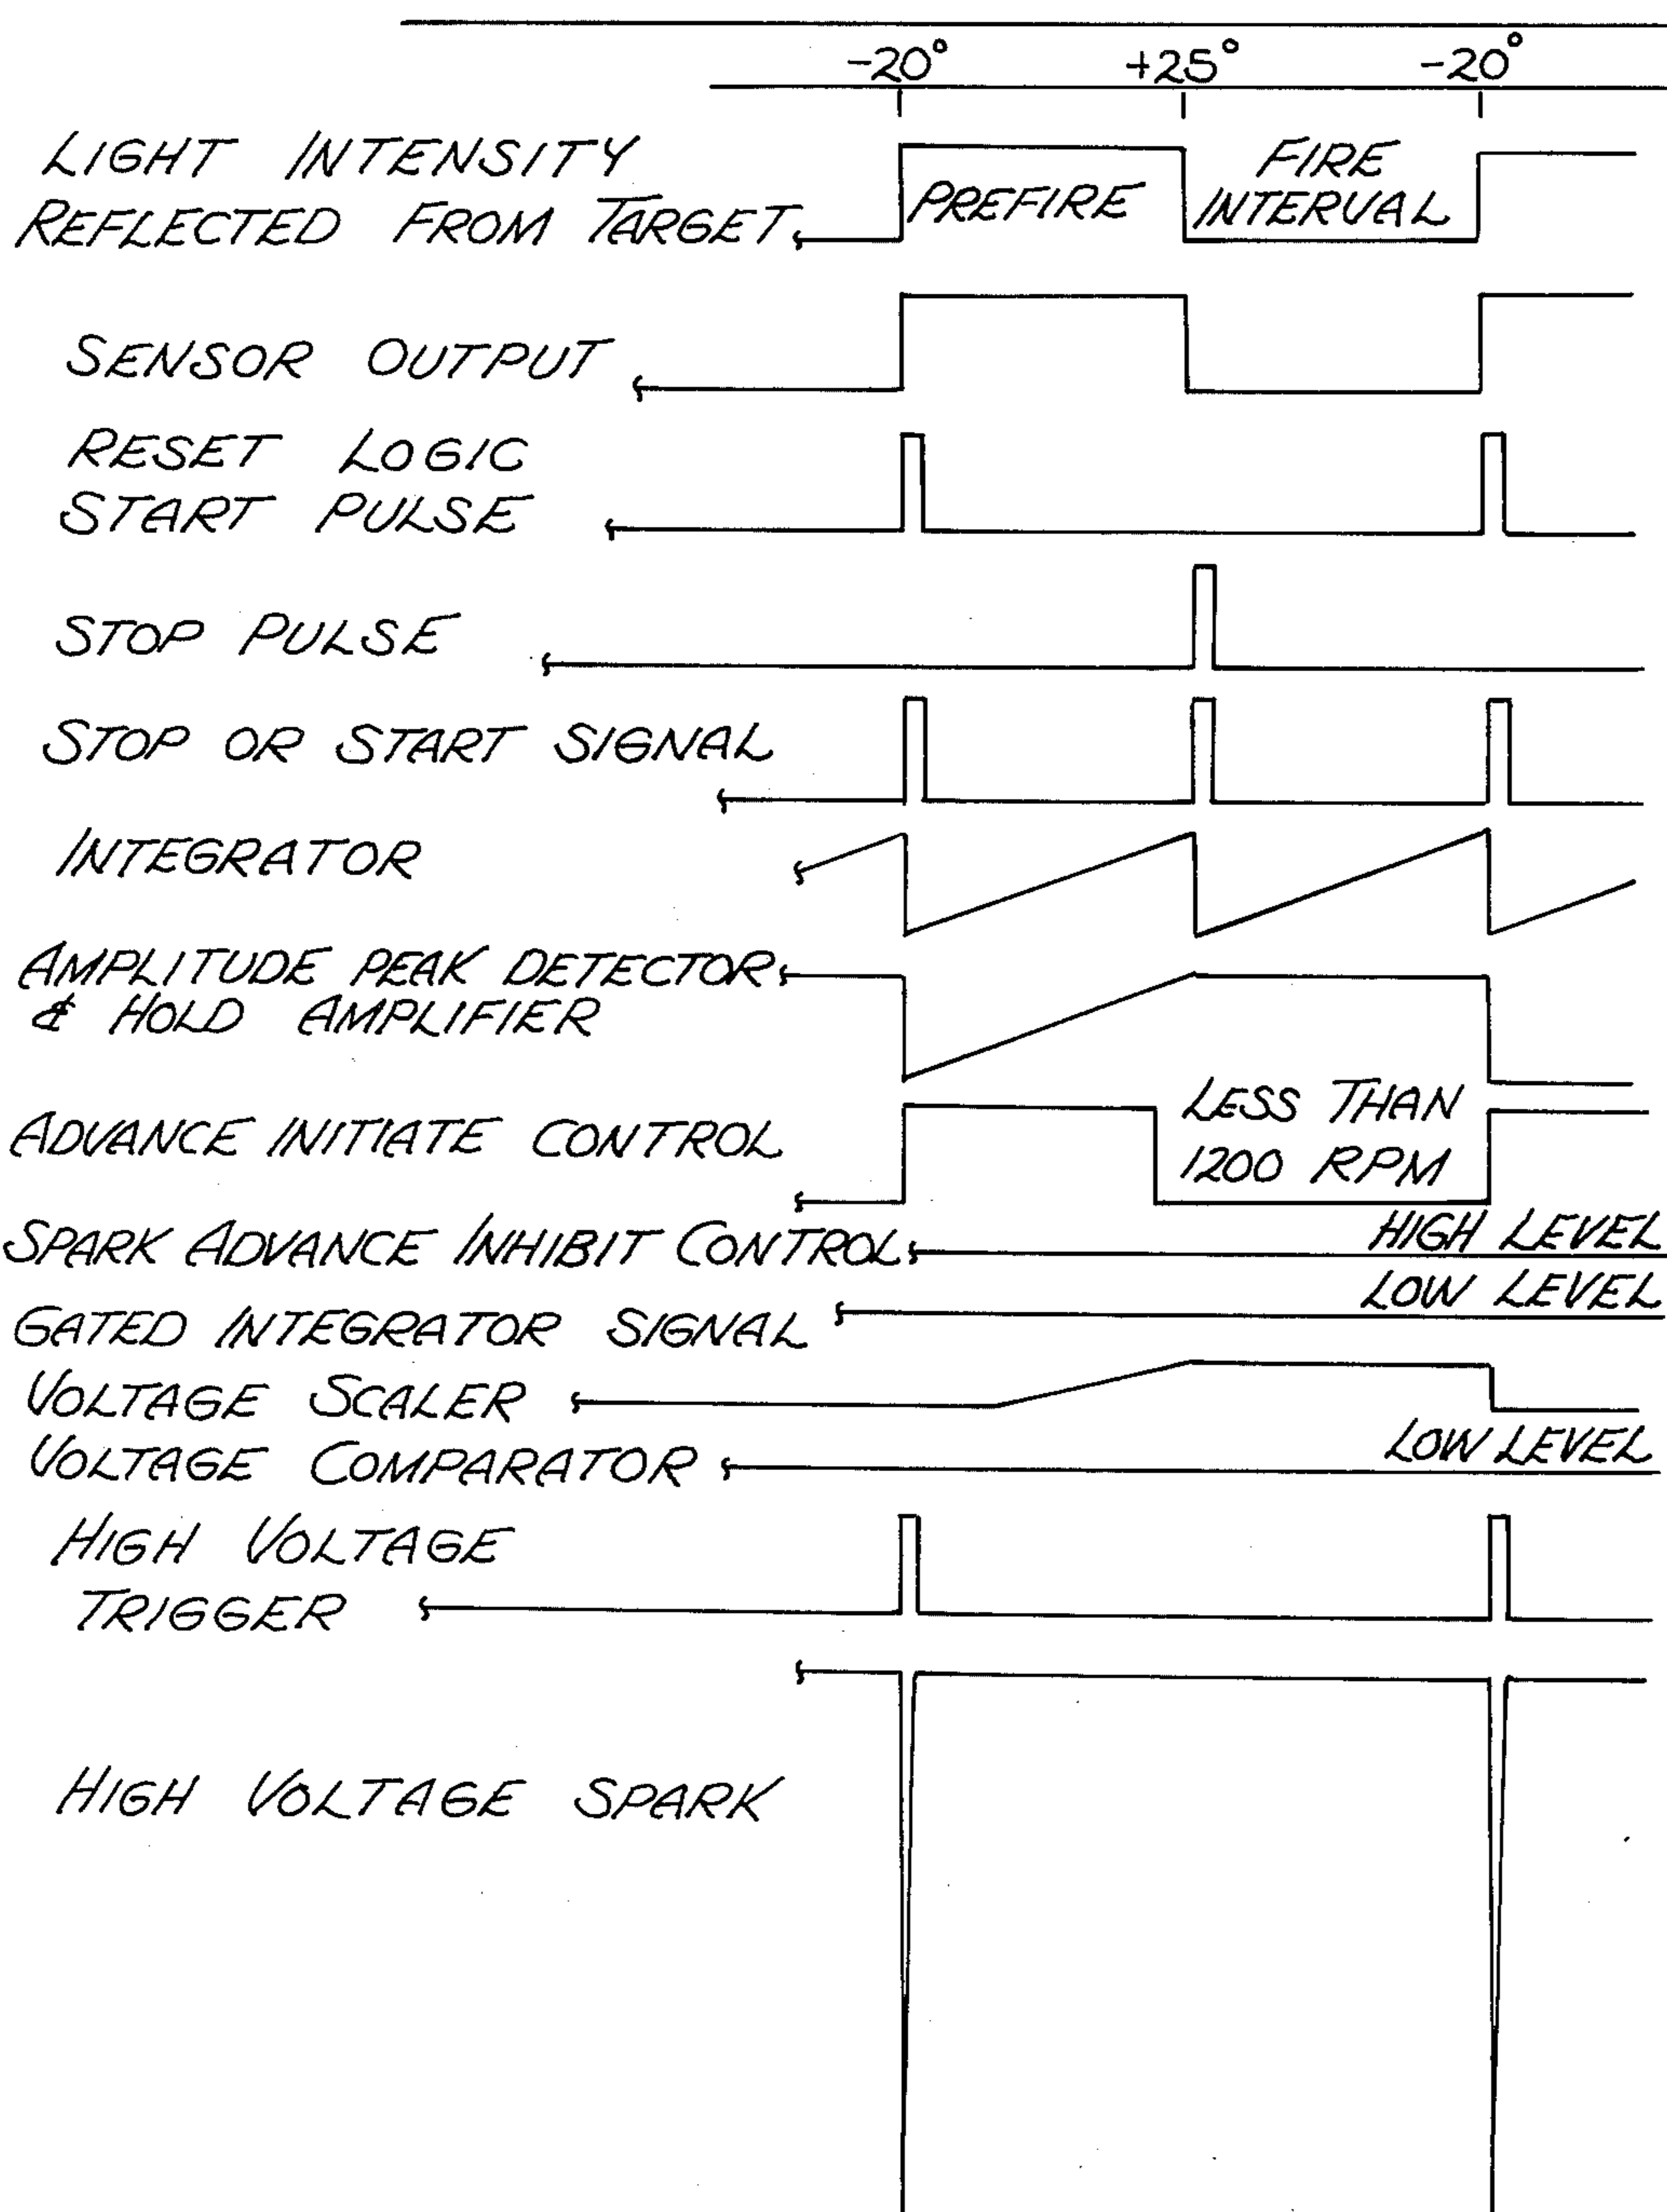 -20° +25° -20°
LIGHT INTENSITY
REFLECTED FROM TARGET
PREFIRE
FIRE
INTERVAL
SENSOR OUTPUT
RESET LOGIC
START PULSE
STOP PULSE
STOP OR START SIGNAL
INTEGRATOR
AMPLITUDE PEAK DETECTOR
& HOLD AMPLIFIER
ADVANCE INITIATE CONTROL
LESS THAN
1200 RPM
SPARK ADVANCE INHIBIT CONTROL
HIGH LEVEL
GATED INTEGRATOR SIGNAL
LOW LEVEL
VOLTAGE SCALER
VOLTAGE COMPARATOR
LOW LEVEL
HIGH VOLTAGE
TRIGGER
HIGH VOLTAGE SPARK